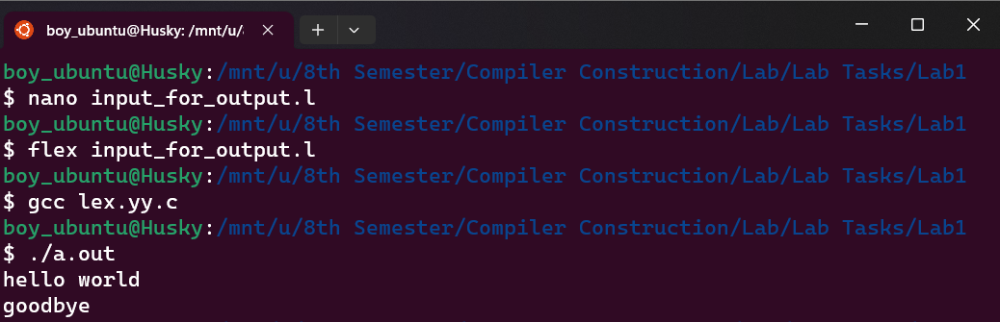 boy_ubuntu@Husky: /mnt/u/8
boy_ubuntu@Husky:/mnt/u/8th Semester/Compiler Construction/Lab/Lab Tasks/Lab1
$ nano input_for_output.l
boy_ubuntu@Husky:/mnt/u/8th Semester/Compiler Construction/Lab/Lab Tasks/Lab1
$ flex input_for_output.l
boy_ubuntu@Husky:/mnt/u/8th Semester/Compiler Construction/Lab/Lab Tasks/Lab1
$ gcc lex.yy.c
boy_ubuntu@Husky:/mnt/u/8th Semester/Compiler Construction/Lab/Lab Tasks/Lab1
$ ./a.out
hello world
goodbye